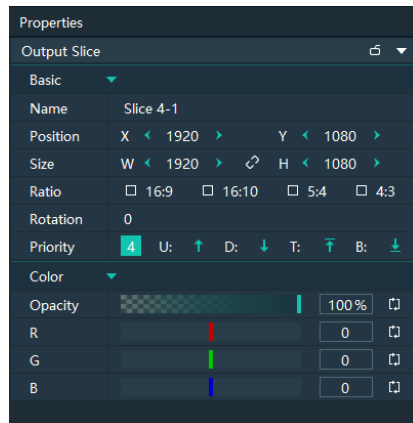 Properties
Output Slice
Basic
Name Slice 4-1
Position X 1920 Y 1080
Size W 1920 H 1080
Ratio 16:9 16:10 5:4 4:3
Rotation 0
Priority 4 U: D: T: B:
Color
Opacity 100%
R 0
G 0
B 0